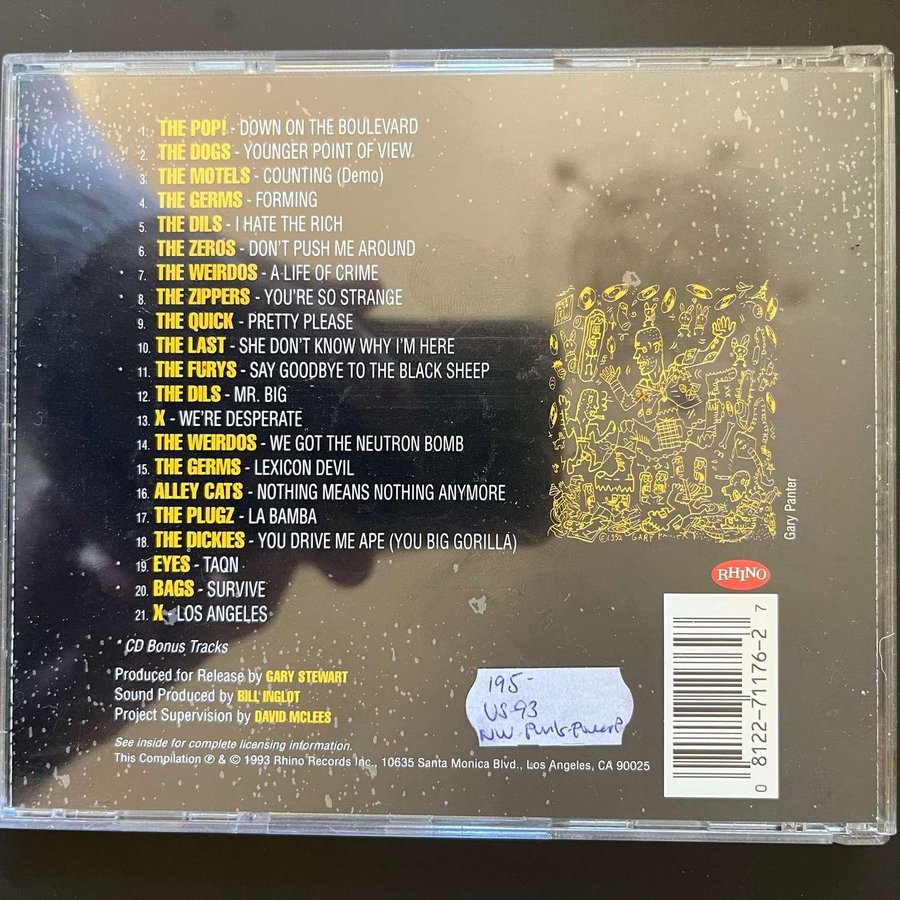 1. THE POP! - DOWN ON THE BOULEVARD
2. THE DOGS - YOUNGER POINT OF VIEW
3. THE MOTELS - COUNTING (Demo)
4. THE GERMS - FORMING
5. THE DILS - I HATE THE RICH
6. THE ZEROS - DON'T PUSH ME AROUND
* 7. THE WEIRDOS - A LIFE OF CRIME
* 8. THE ZIPPERS - YOU'RE SO STRANGE
9. THE QUICK - PRETTY PLEASE
10. THE LAST - SHE DON'T KNOW WHY I'M HERE
* 11. THE FURYS - SAY GOODBYE TO THE BLACK SHEEP
12. THE DILS - MR. BIG
13. X - WE'RE DESPERATE
14. THE WEIRDOS - WE GOT THE NEUTRON BOMB
15. THE GERMS - LEXICON DEVIL
16. ALLEY CATS - NOTHING MEANS NOTHING ANYMORE
17. THE PLUGZ - LA BAMBA
18. THE DICKIES - YOU DRIVE ME APE (YOU BIG GORILLA)
* 19. EYES - TAQN
20. BAGS - SURVIVE
21. X - LOS ANGELES
* CD Bonus Tracks
Produced for Release by GARY STEWART
Sound Produced by BILL INGLOT
Project Supervision by DAVID MCLEES
See inside for complete licensing information.
This Compilation ℗ & © 1993 Rhino Records Inc., 10635 Santa Monica Blvd., Los Angeles, CA 90025
Gary Panter
RHINO
0 8122-71176-2 7
195-
US-93
NW